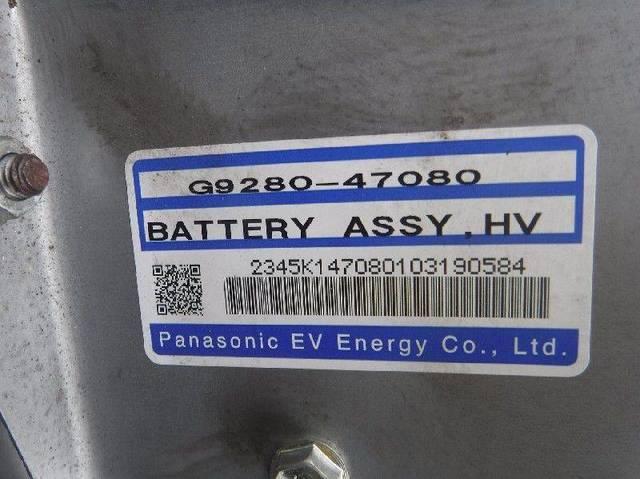 G9280-47080
BATTERY ASSY, HV
2345K147080103190584
Panasonic EV Energy Co., Ltd.